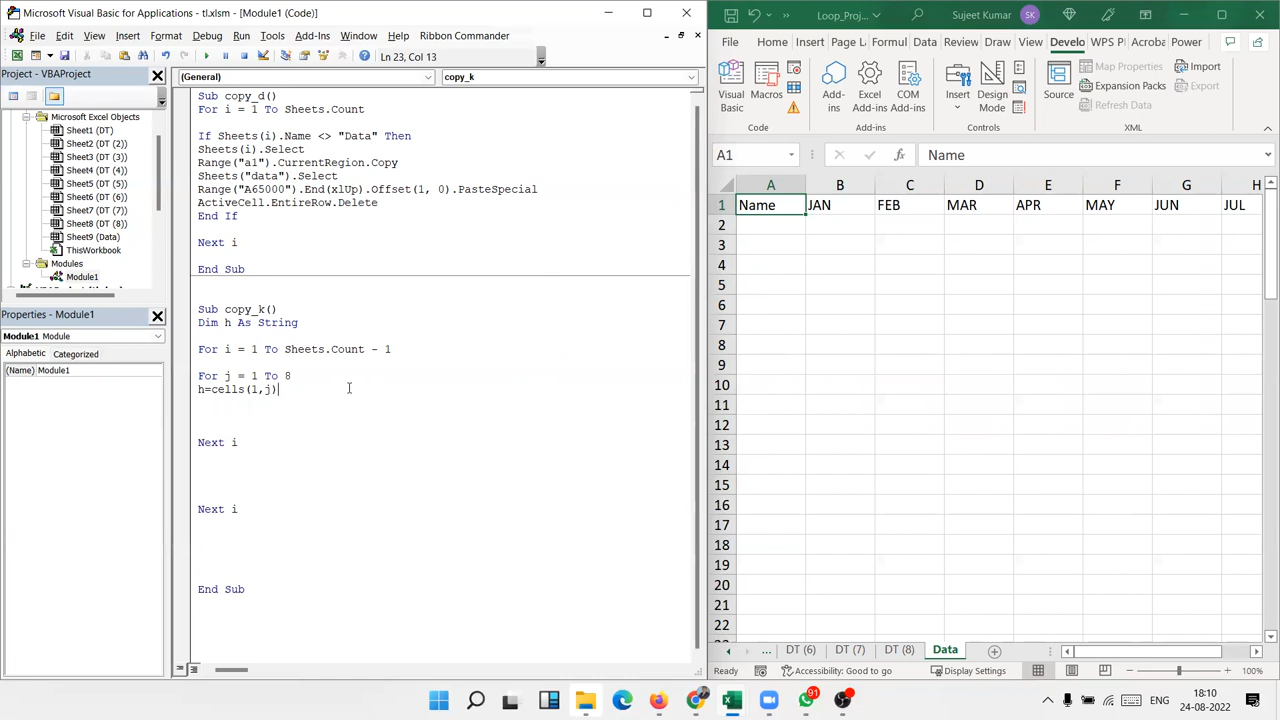 Microsoft Visual Basic for Applications - tl.xlsm - [Module1 (Code)]
File Edit View Insert Format Debug Run Tools Add-Ins Window Help Ribbon Commander
Ln 23, Col 13
Project - VBAProject
Microsoft Excel Objects
Sheet1 (DT)
Sheet2 (DT (2))
Sheet3 (DT (3))
Sheet4 (DT (4))
Sheet5 (DT (5))
Sheet6 (DT (6))
Sheet7 (DT (7))
Sheet8 (DT (8))
Sheet9 (Data)
ThisWorkbook
Modules
Module1
Properties - Module1
Module1 Module
Alphabetic Categorized
(Name) Module1
(General)
copy_k
Sub copy_d()
For i = 1 To Sheets.Count
If Sheets(i).Name <> "Data" Then
Sheets(i).Select
Range("a1").CurrentRegion.Copy
Sheets("data").Select
Range("A65000").End(xlUp).Offset(1, 0).PasteSpecial
ActiveCell.EntireRow.Delete
End If
Next i
End Sub
Sub copy_k()
Dim h As String
For i = 1 To Sheets.Count - 1
For j = 1 To 8
h=cells(1,j)
Next i
Next i
End Sub
Loop_Proj... Sujeet Kumar SK
File Home Insert Page L Formul Data Review Draw View Develo WPS P Acroba Power
Visual Basic
Macros
Code
Add-ins
Excel Add-ins
COM Add-ins
Add-ins
Insert
Design Mode
Controls
Source
Map Properties
Expansion Packs
Refresh Data
Import
Export
XML
A1
Name
A B C D E F G H
1 Name JAN FEB MAR APR MAY JUN JUL
2
3
4
5
6
7
8
9
10
11
12
13
14
15
16
17
18
19
20
21
22
... DT (6) DT (7) DT (8) Data
Ready Accessibility: Good to go Display Settings 100%
91
ENG
18:10
24-08-2022